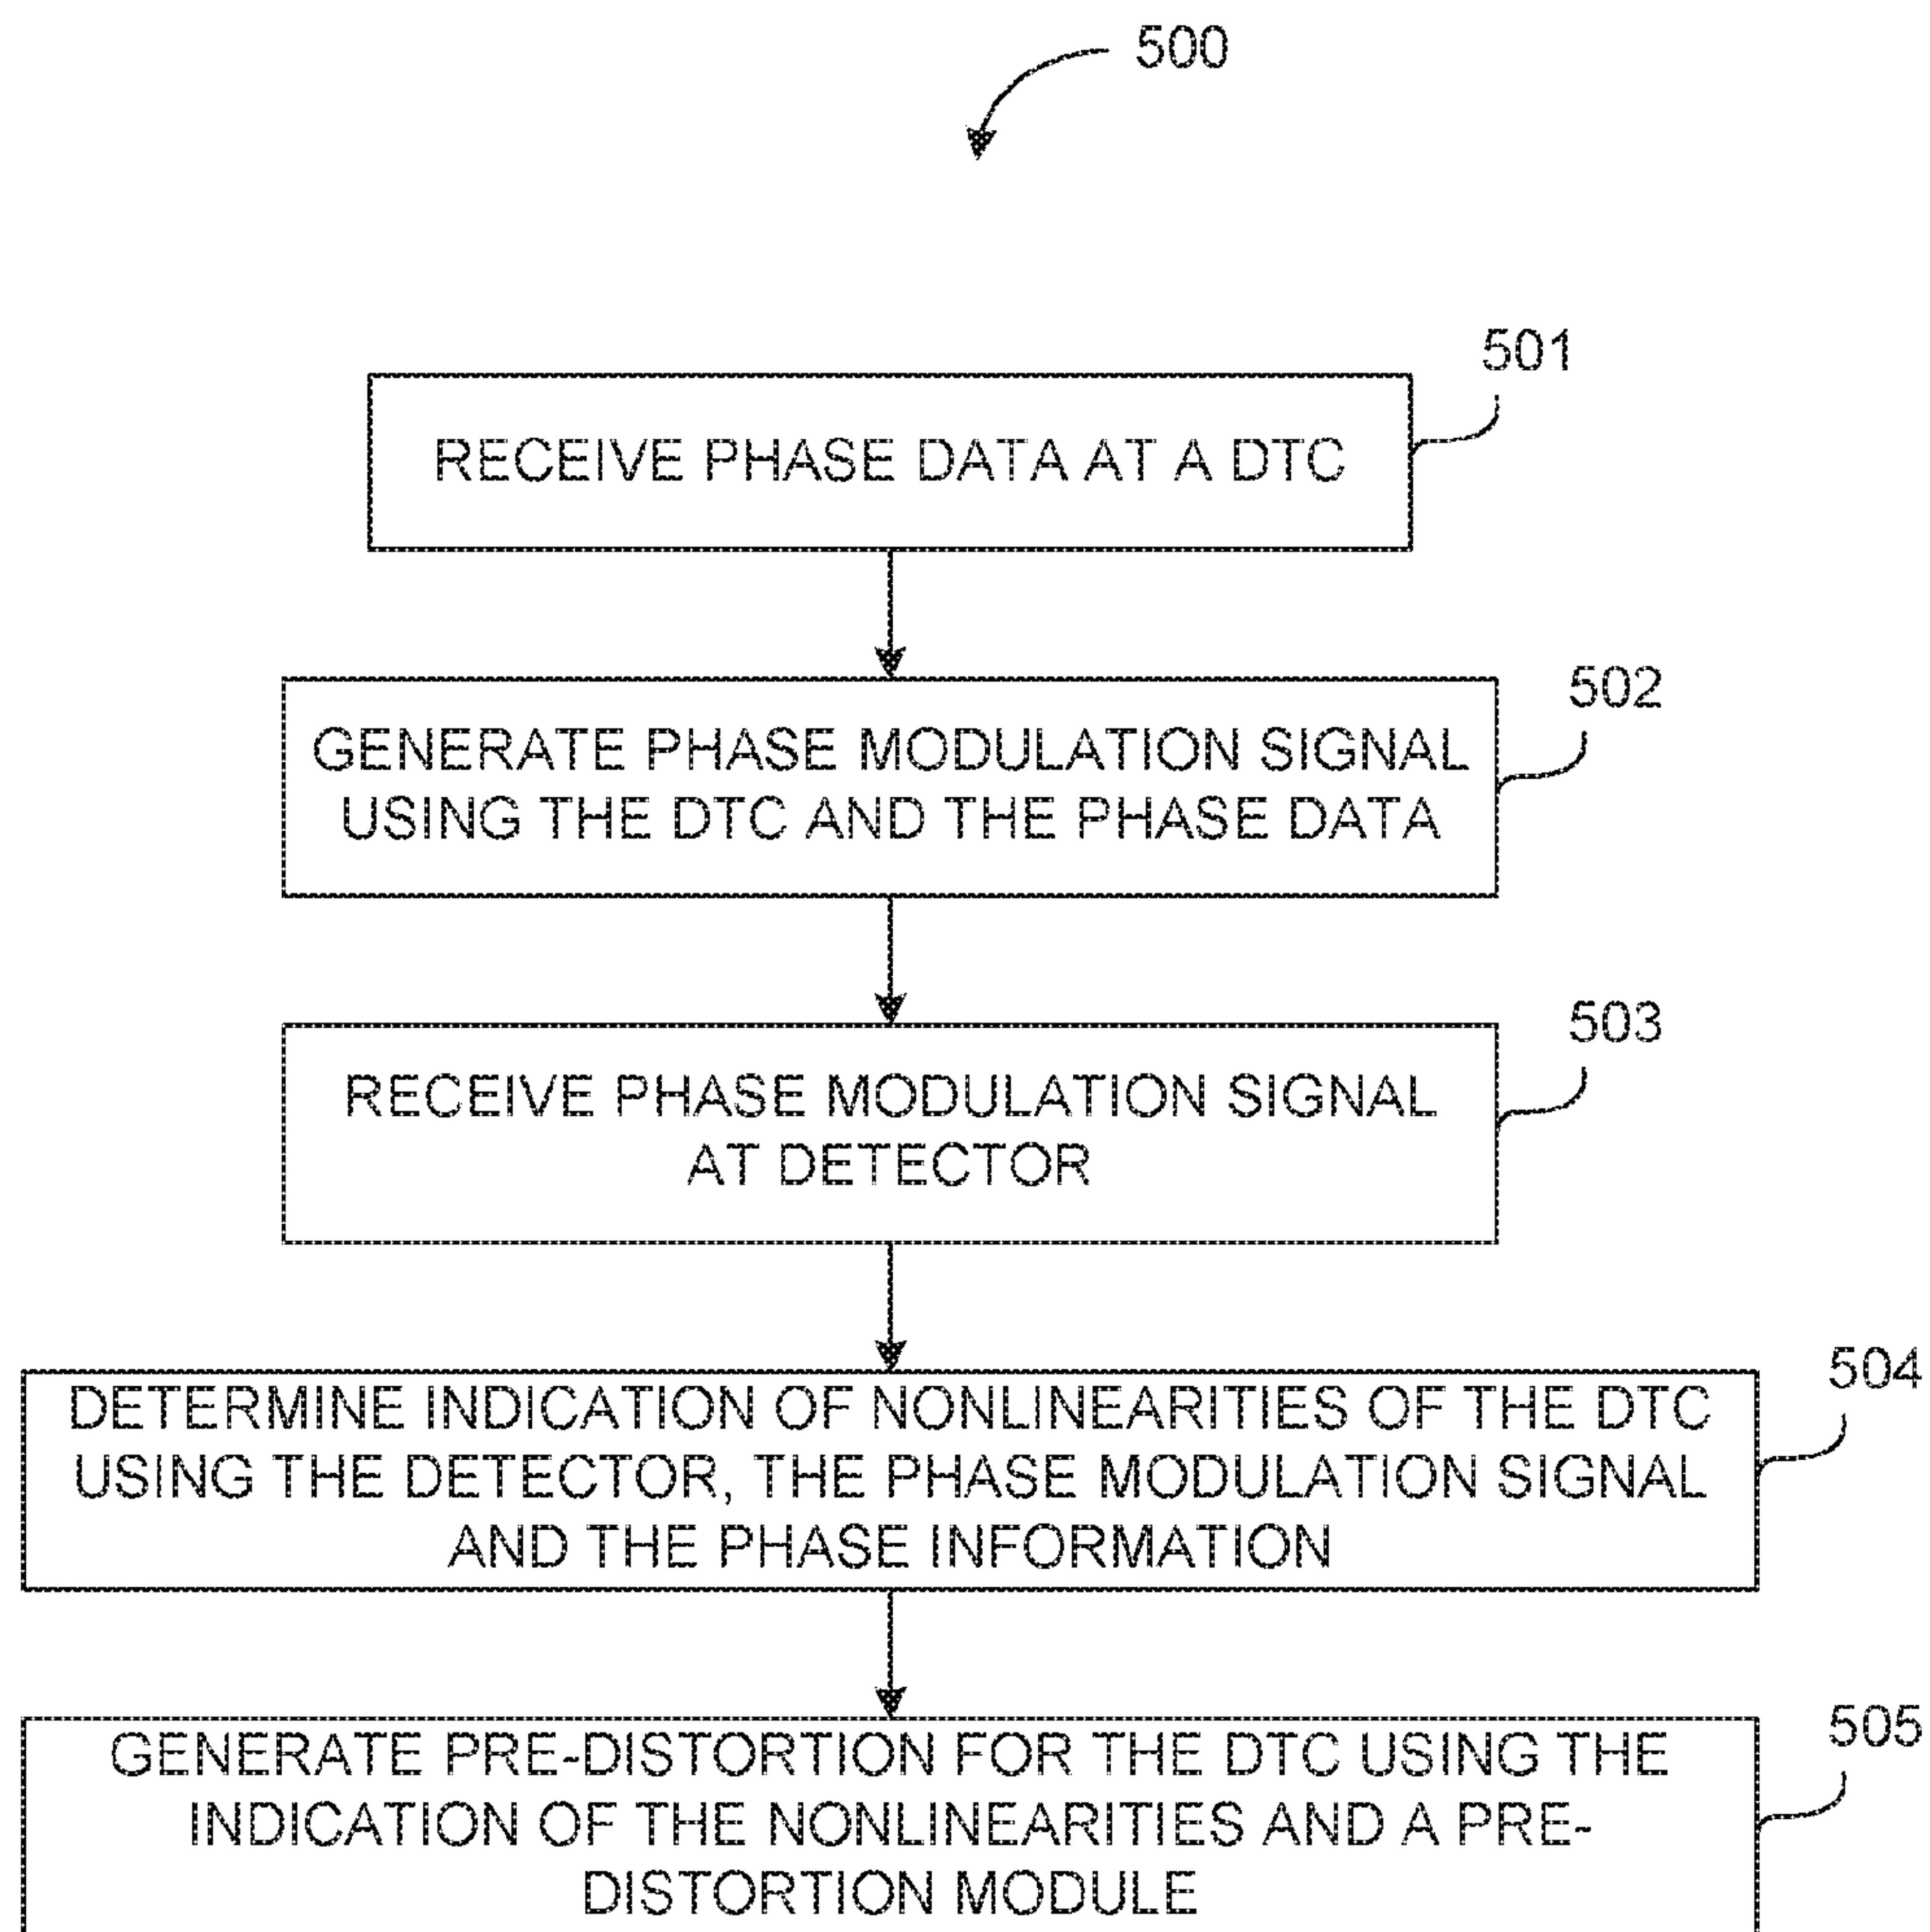 500
501
RECEIVE PHASE DATA AT A DTC
502
GENERATE PHASE MODULATION SIGNAL
USING THE DTC AND THE PHASE DATA
503
RECEIVE PHASE MODULATION SIGNAL
AT DETECTOR
504
DETERMINE INDICATION OF NONLINEARITIES OF THE DTC
USING THE DETECTOR, THE PHASE MODULATION SIGNAL
AND THE PHASE INFORMATION
505
GENERATE PRE-DISTORTION FOR THE DTC USING THE
INDICATION OF THE NONLINEARITIES AND A PRE-
DISTORTION MODULE